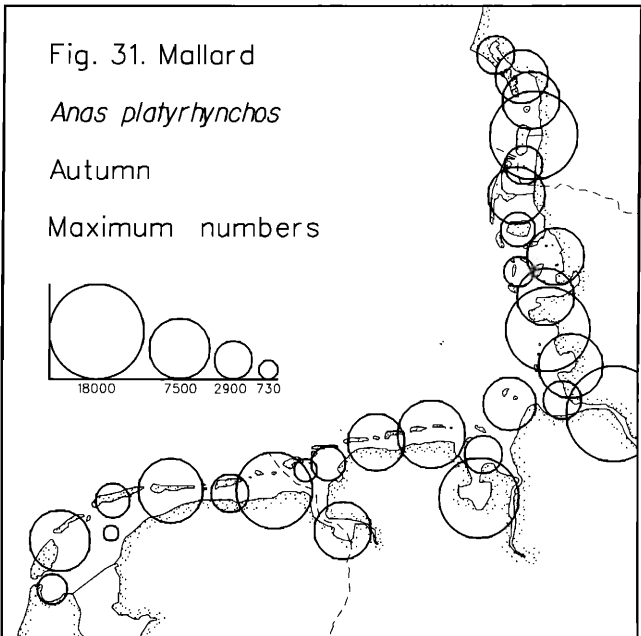 Fig. 31. Mallard
Anas platyrhynchos
Autumn
Maximum numbers
18000 7500 2900 730